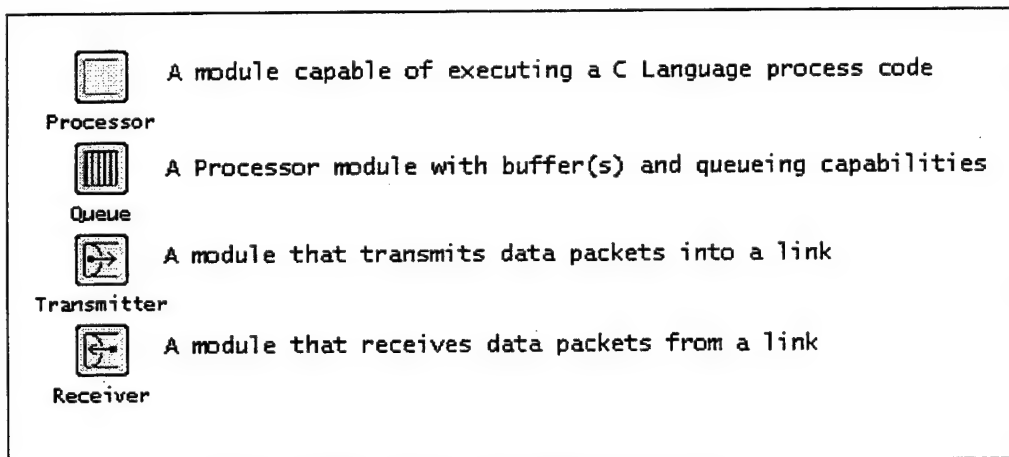 A module capable of executing a C Language process code
Processor
A Processor module with buffer(s) and queueing capabilities
Queue
A module that transmits data packets into a link
Transmitter
A module that receives data packets from a link
Receiver